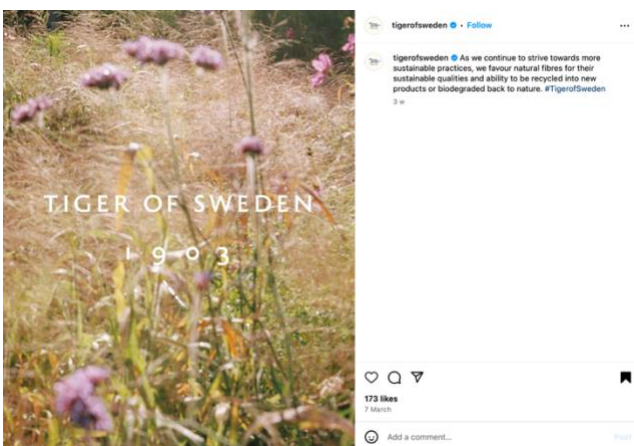 TIGER OF SWEDEN
1903
tigerofsweden • Follow
tigerofsweden As we continue to strive towards more
sustainable practices, we favour natural fibres for their
sustainable qualities and ability to be recycled into new
products or biodegraded back to nature. #TigerofSweden
3 w
173 likes
7 March
Add a comment...
Post